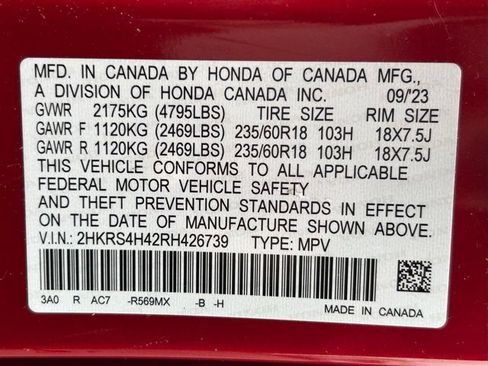 MFD. IN CANADA BY HONDA OF CANADA MFG.,
A DIVISION OF HONDA CANADA INC. 09/'23
GVWR 2175KG (4795LBS) TIRE SIZE RIM SIZE
GAWR F 1120KG (2469LBS) 235/60R18 103H 18X7.5J
GAWR R 1120KG (2469LBS) 235/60R18 103H 18X7.5J
THIS VEHICLE CONFORMS TO ALL APPLICABLE
FEDERAL MOTOR VEHICLE SAFETY
AND THEFT PREVENTION STANDARDS IN EFFECT
ON THE DATE OF MANUFACTURE SHOWN ABOVE.
V.I.N.: 2HKRS4H42RH426739 TYPE: MPV
3A0 R AC7 -R569MX -B -H
MADE IN CANADA